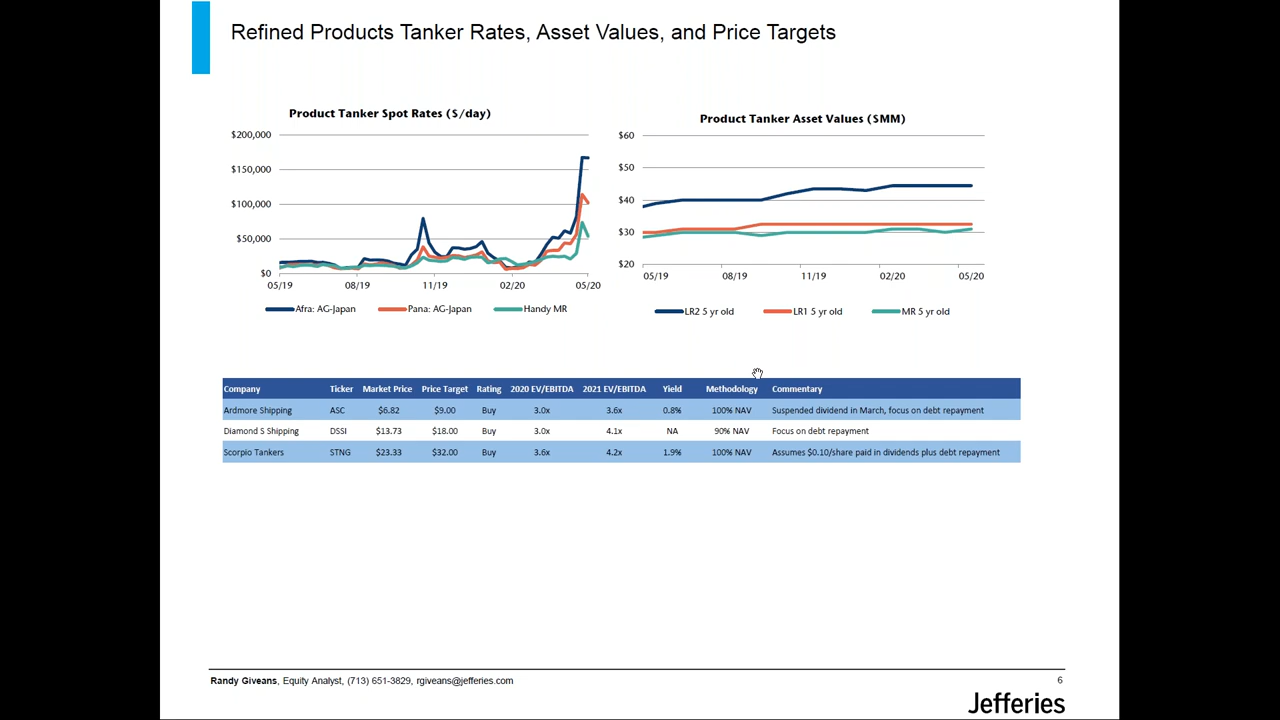 Refined Products Tanker Rates, Asset Values, and Price Targets
Product Tanker Spot Rates ($/day)
$200,000
$150,000
$100,000
$50,000
$0
05/19 08/19 11/19 02/20 05/20
Afra: AG-Japan Pana: AG-Japan Handy MR
Product Tanker Asset Values ($MM)
$60
$50
$40
$30
$20
05/19 08/19 11/19 02/20 05/20
LR2 5 yr old LR1 5 yr old MR 5 yr old
Company Ticker Market Price Price Target Rating 2020 EV/EBITDA 2021 EV/EBITDA Yield Methodology Commentary
Ardmore Shipping ASC $6.82 $9.00 Buy 3.0x 3.6x 0.8% 100% NAV Suspended dividend in March, focus on debt repayment
Diamond S Shipping DSSI $13.73 $18.00 Buy 3.0x 4.1x NA 90% NAV Focus on debt repayment
Scorpio Tankers STNG $23.33 $32.00 Buy 3.6x 4.2x 1.9% 100% NAV Assumes $0.10/share paid in dividends plus debt repayment
Randy Giveans, Equity Analyst, (713) 651-3829, rgiveans@jefferies.com
6
Jefferies